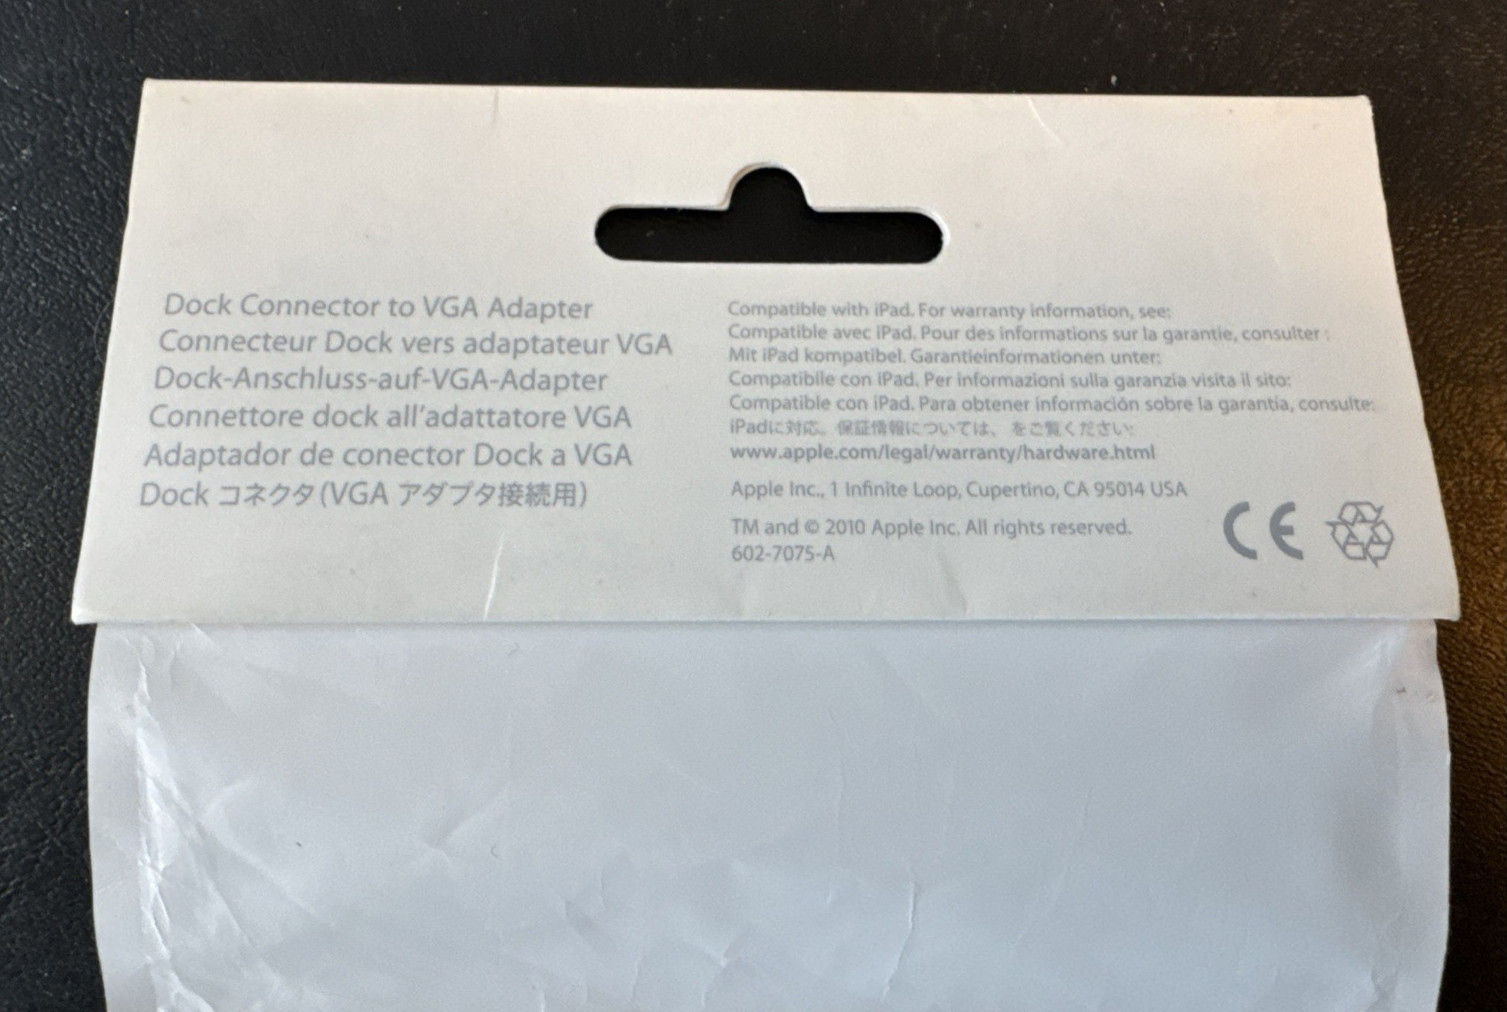 Dock Connector to VGA Adapter
Connecteur Dock vers adaptateur VGA
Dock-Anschluss-auf-VGA-Adapter
Connettore dock all'adattatore VGA
Adaptador de conector Dock a VGA
Dock コネクタ(VGA アダプタ接続用)
Compatible with iPad. For warranty information, see:
Compatible avec iPad. Pour des informations sur la garantie, consulter :
Mit iPad kompatibel. Garantieinformationen unter:
Compatibile con iPad. Per informazioni sulla garanzia visita il sito:
Compatible con iPad. Para obtener información sobre la garantía, consulte:
iPadに対応。保証情報については、 をご覧ください:
www.apple.com/legal/warranty/hardware.html
Apple Inc., 1 Infinite Loop, Cupertino, CA 95014 USA
TM and © 2010 Apple Inc. All rights reserved.
602-7075-A
CE